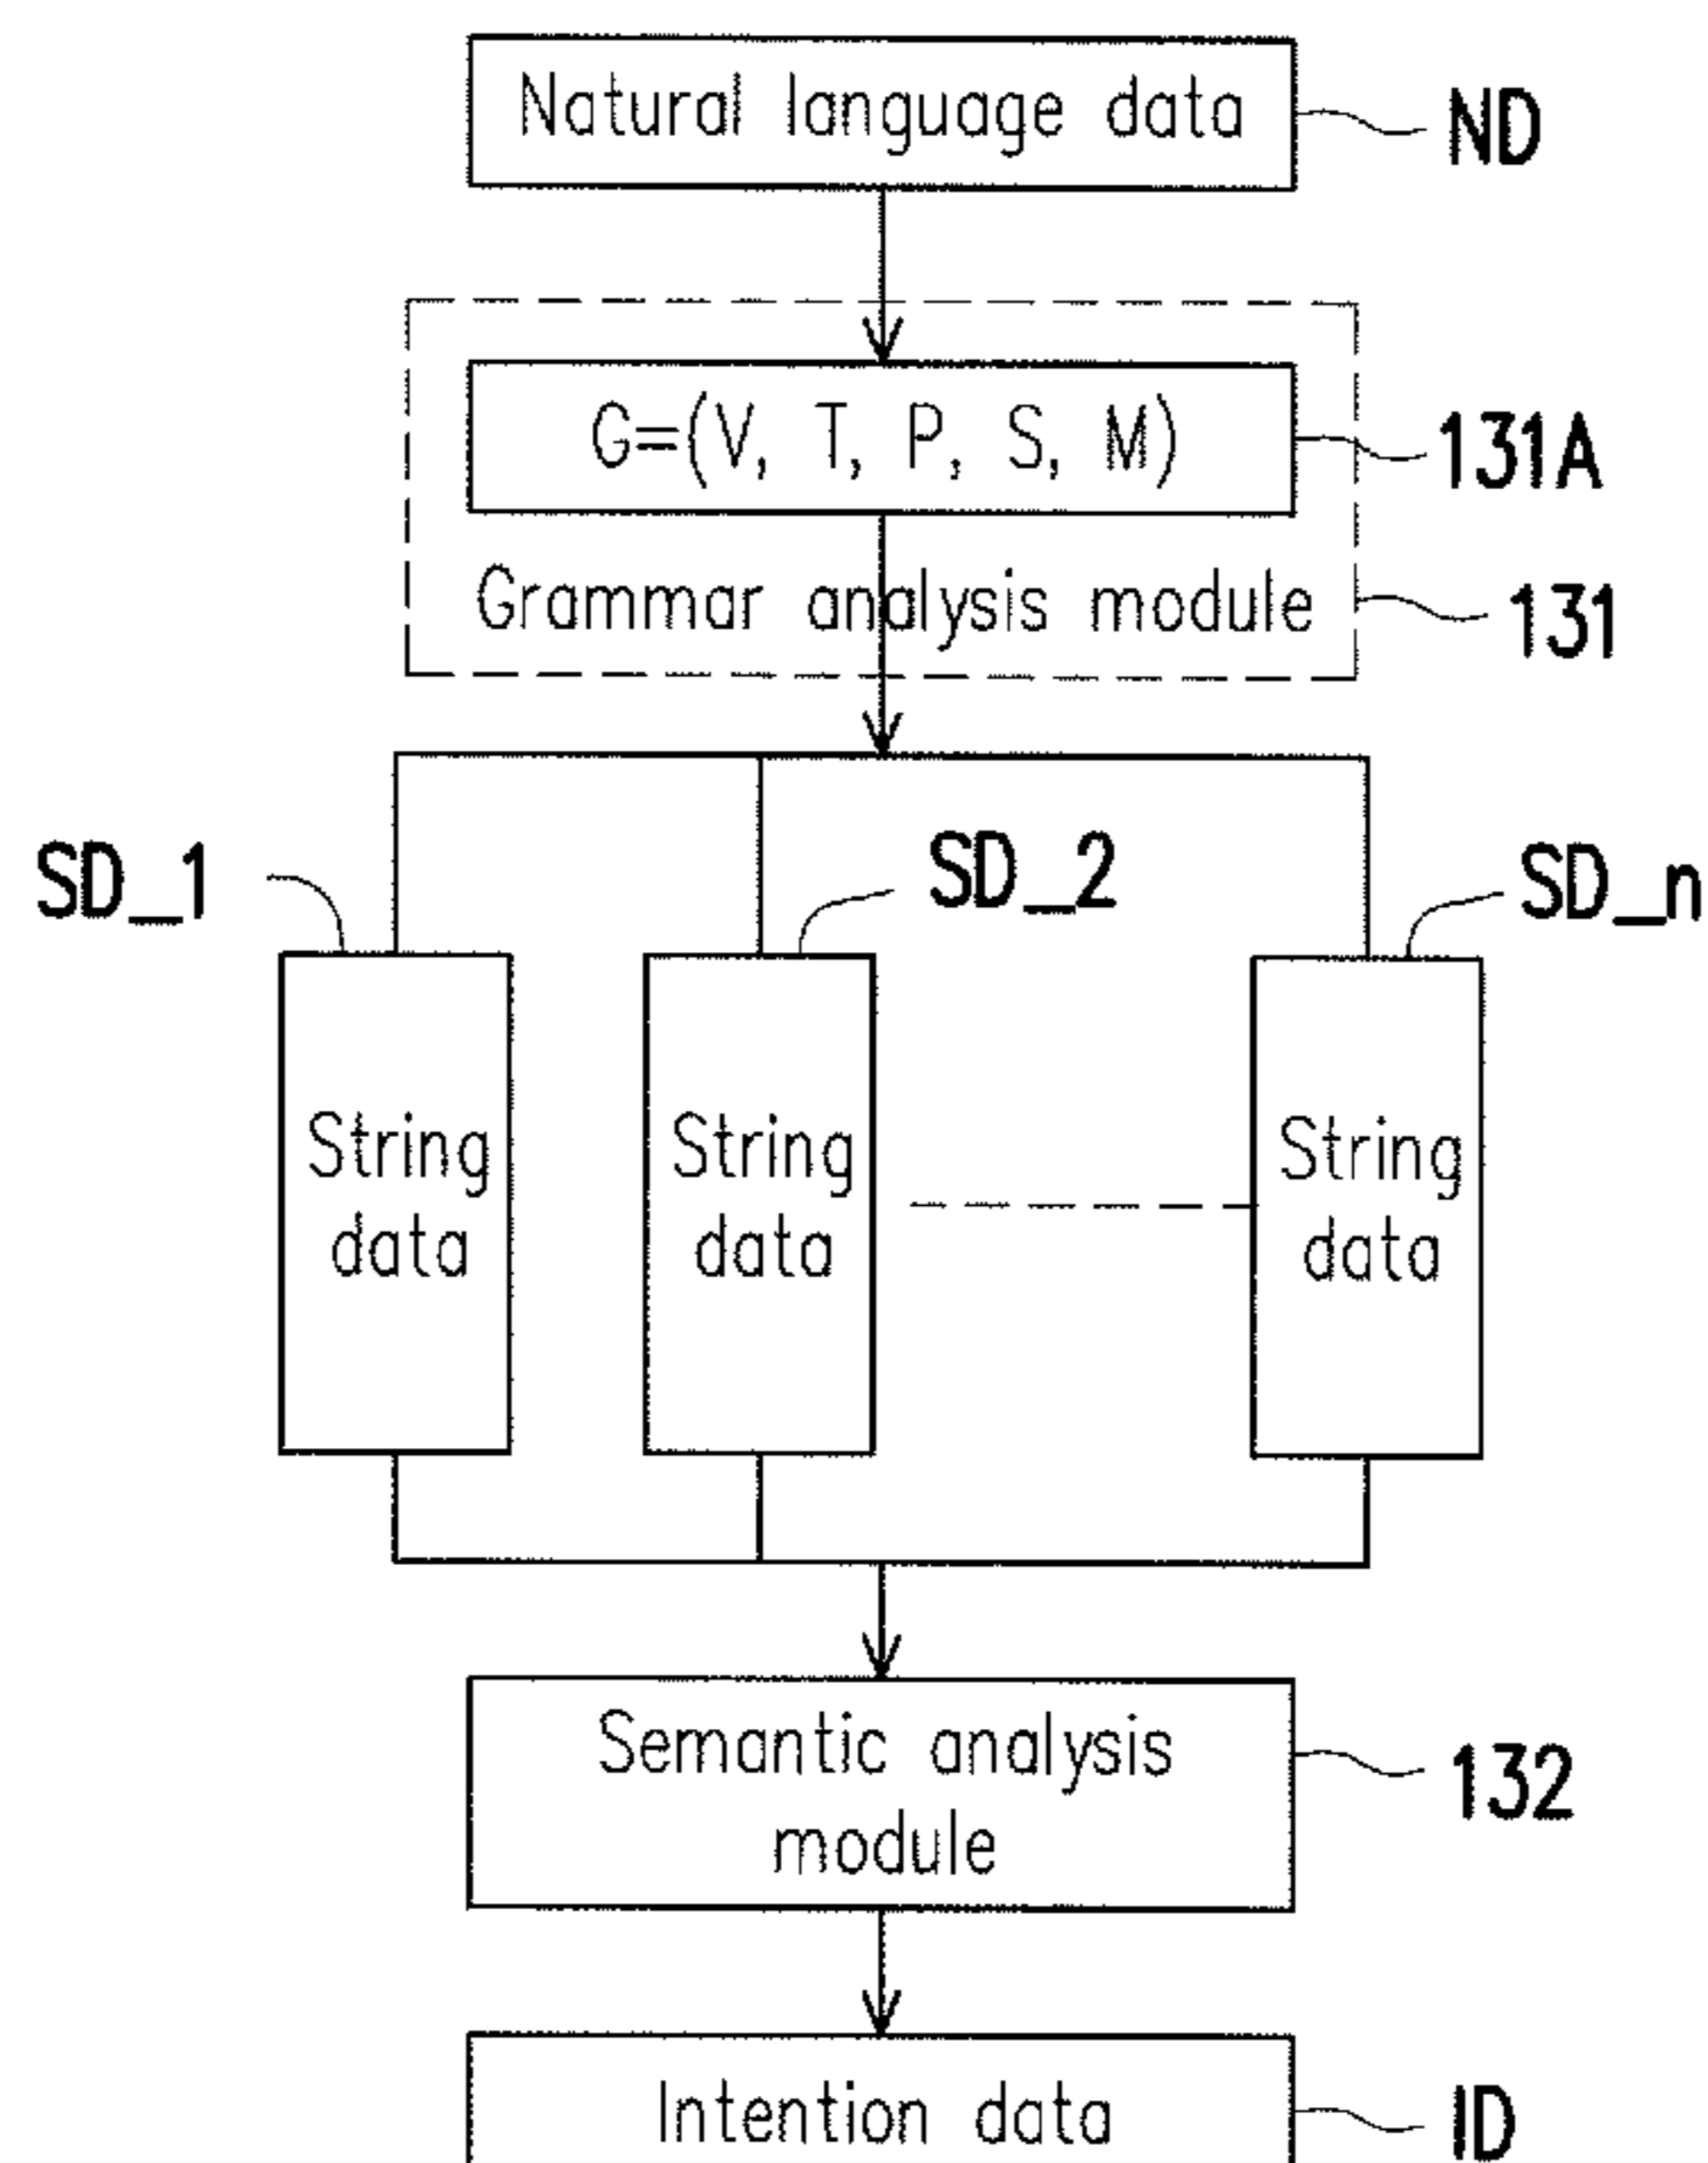 Natural language data
ND
G=(V, T, P, S, M)
131A
Grammar analysis module
131
SD_1
SD_2
SD_n
String
data
String
data
String
data
Semantic analysis
module
132
Intention data
ID